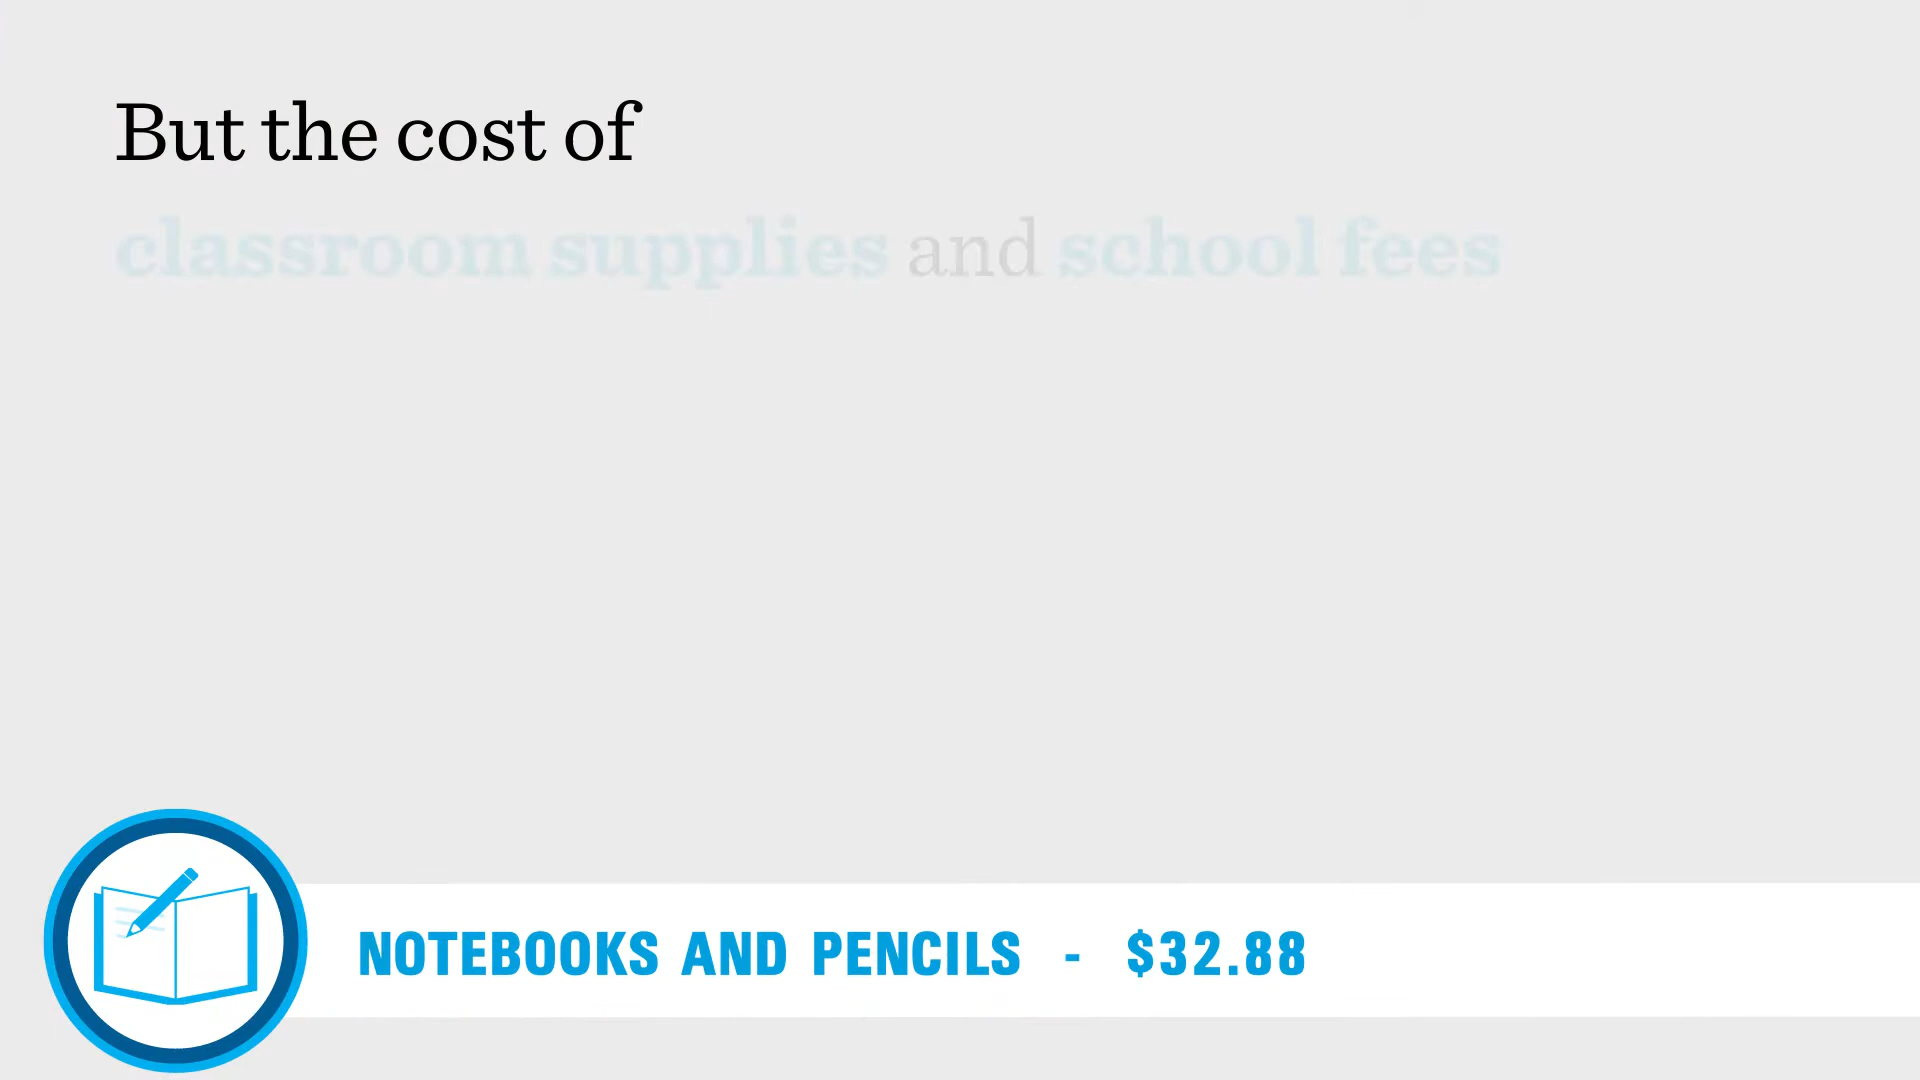 But the cost of
classroom supplies and school fees
NOTEBOOKS AND PENCILS - $32.88